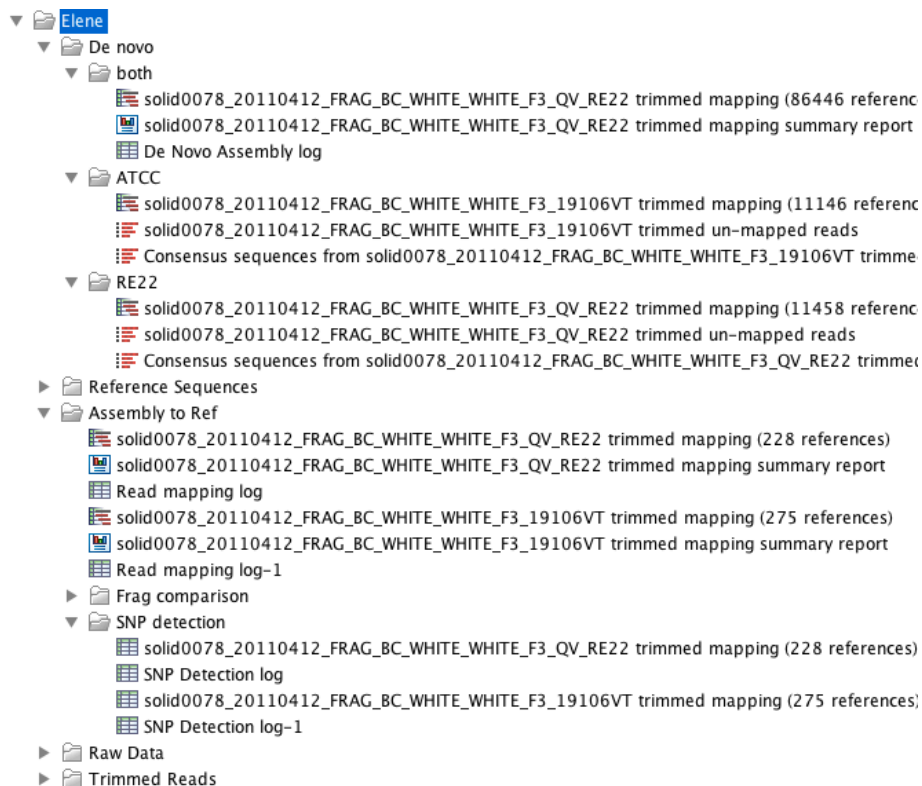 Elene
De novo
both
solid0078_20110412_FRAG_BC_WHITE_WHITE_F3_QV_RE22 trimmed mapping (86446 referenc
solid0078_20110412_FRAG_BC_WHITE_WHITE_F3_QV_RE22 trimmed mapping summary report
De Novo Assembly log
ATCC
solid0078_20110412_FRAG_BC_WHITE_WHITE_F3_19106VT trimmed mapping (11146 referenc
solid0078_20110412_FRAG_BC_WHITE_WHITE_F3_19106VT trimmed un-mapped reads
Consensus sequences from solid0078_20110412_FRAG_BC_WHITE_WHITE_F3_19106VT trimme
RE22
solid0078_20110412_FRAG_BC_WHITE_WHITE_F3_QV_RE22 trimmed mapping (11458 referenc
solid0078_20110412_FRAG_BC_WHITE_WHITE_F3_QV_RE22 trimmed un-mapped reads
Consensus sequences from solid0078_20110412_FRAG_BC_WHITE_WHITE_F3_QV_RE22 trimmed
Reference Sequences
Assembly to Ref
solid0078_20110412_FRAG_BC_WHITE_WHITE_F3_QV_RE22 trimmed mapping (228 references)
solid0078_20110412_FRAG_BC_WHITE_WHITE_F3_QV_RE22 trimmed mapping summary report
Read mapping log
solid0078_20110412_FRAG_BC_WHITE_WHITE_F3_19106VT trimmed mapping (275 references)
solid0078_20110412_FRAG_BC_WHITE_WHITE_F3_19106VT trimmed mapping summary report
Read mapping log-1
Frag comparison
SNP detection
solid0078_20110412_FRAG_BC_WHITE_WHITE_F3_QV_RE22 trimmed mapping (228 references)
SNP Detection log
solid0078_20110412_FRAG_BC_WHITE_WHITE_F3_19106VT trimmed mapping (275 references)
SNP Detection log-1
Raw Data
Trimmed Reads